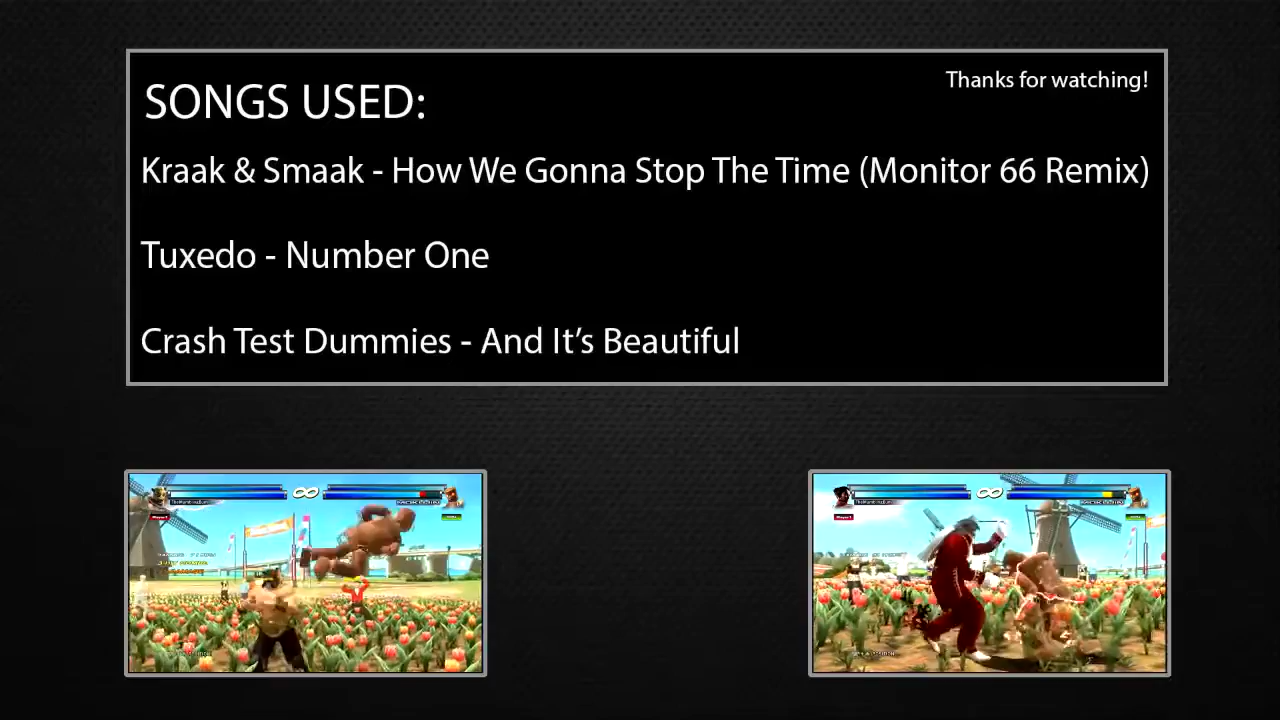 Thanks for watching!
SONGS USED:
Kraak & Smaak - How We Gonna Stop The Time (Monitor 66 Remix)
Tuxedo - Number One
Crash Test Dummies - And It’s Beautiful